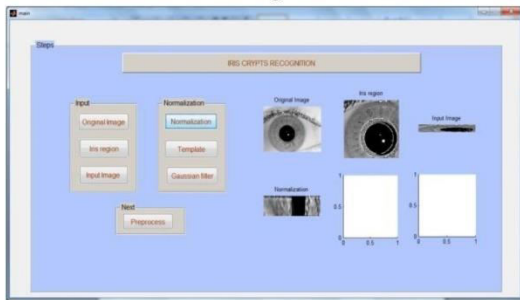 main
Steps
IRIS CRYPTS RECOGNITION
Input
Original Image
Iris region
Input Image
Normalization
Normalization
Template
Gaussian filter
Next
Preprocess
Original Image
Iris region
Input Image
Normalization
1
0.5
0
0 0.5 1
1
0.5
0
0 0.5 1